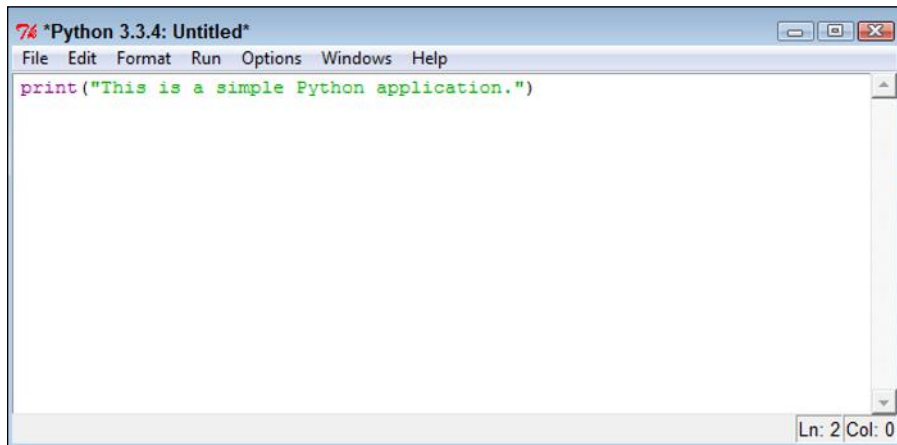 *Python 3.3.4: Untitled*
File Edit Format Run Options Windows Help
print("This is a simple Python application.")
Ln: 2 Col: 0